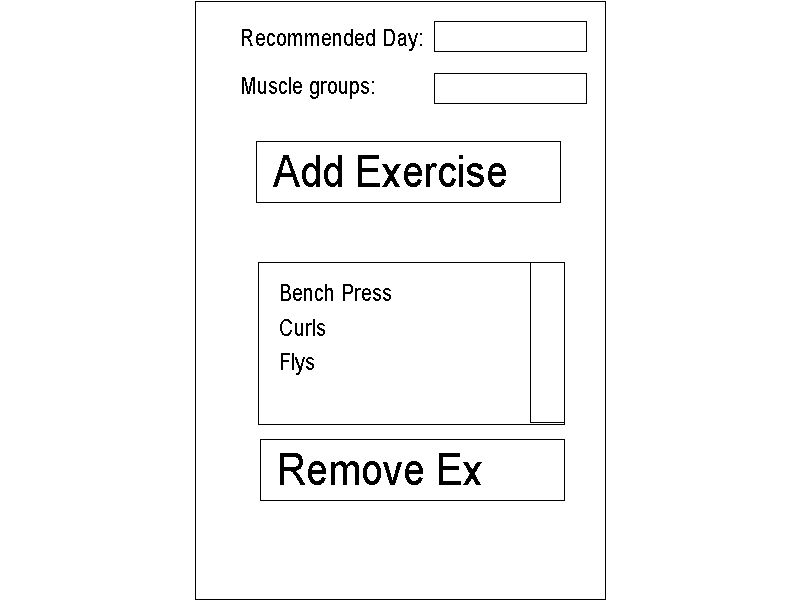 Recommended Day:
Muscle groups:
Add Exercise
Bench Press
Curls
Flys
Remove Ex